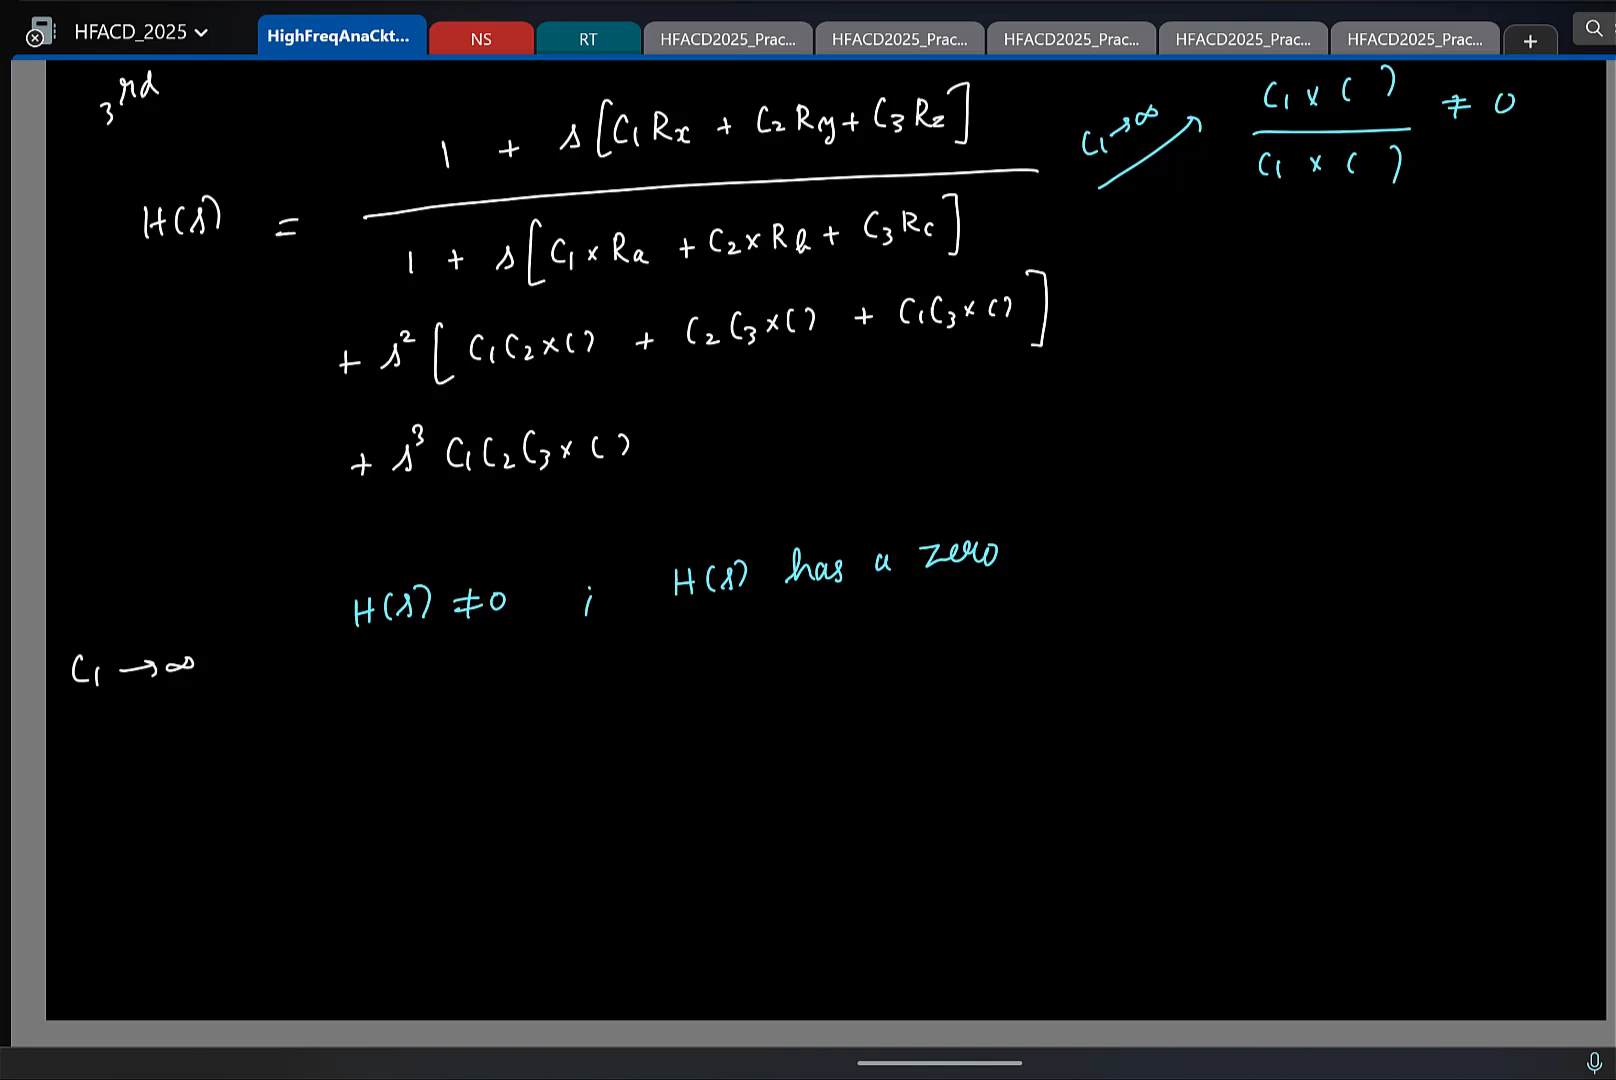 HFACD_2025
HighFreqAnaCkt... NS RT HFACD2025_Prac... HFACD2025_Prac... HFACD2025_Prac... HFACD2025_Prac... HFACD2025_Prac... +
3rd
H(s) = 1 + s[C1 Rx + C2 Ry + C3 Rz]
1 + s[C1 × Ra + C2 × Rb + C3 Rc]
+ s² [C1C2×() + C2C3×() + C1C3×()]
+ s³ C1C2C3×()
C1→∞
C1 × ( )
C1 × ( )
≠ 0
H(s) ≠0 ; H(s) has a zero
C1 →∞